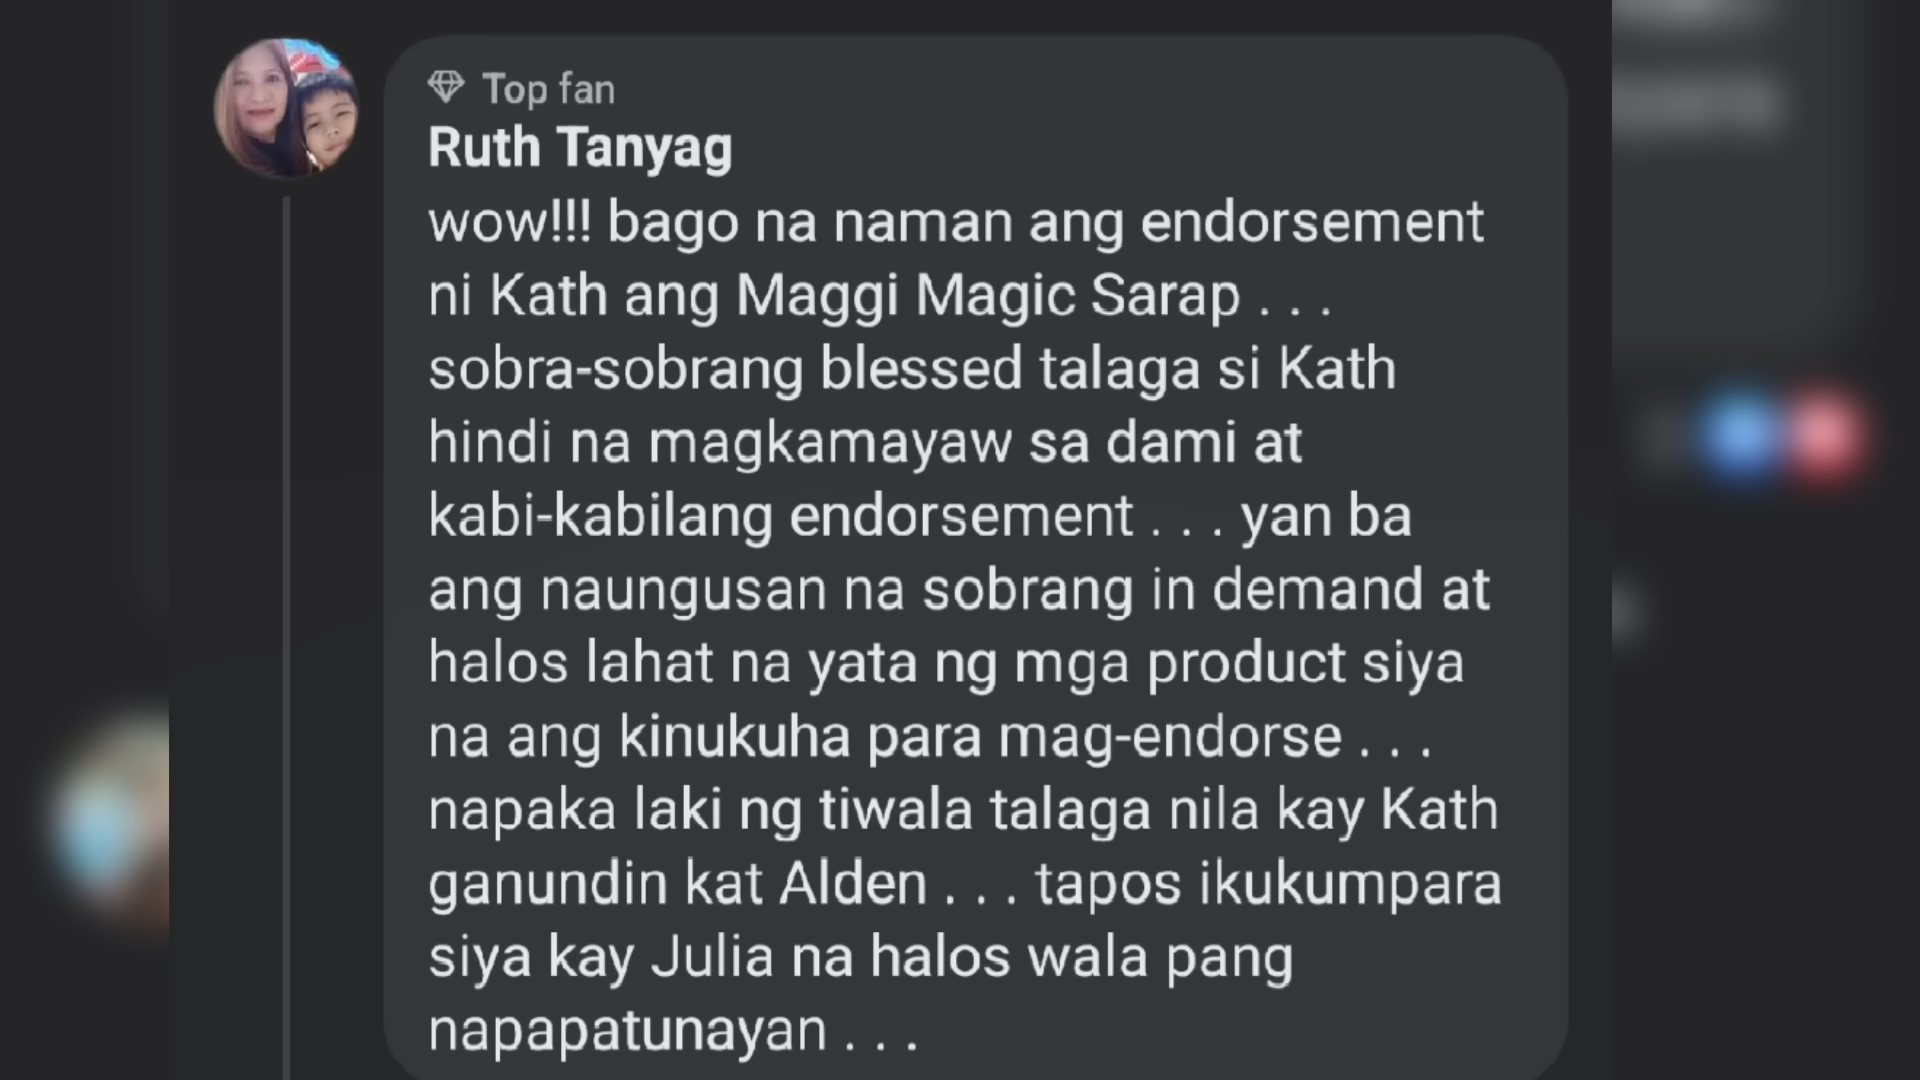 Top fan
Ruth Tanyag
wow!!! bago na naman ang endorsement
ni Kath ang Maggi Magic Sarap . . .
sobra-sobrang blessed talaga si Kath
hindi na magkamayaw sa dami at
kabi-kabilang endorsement . . . yan ba
ang naungusan na sobrang in demand at
halos lahat na yata ng mga product siya
na ang kinukuha para mag-endorse . . .
napaka laki ng tiwala talaga nila kay Kath
ganundin kat Alden . . . tapos ikukumpara
siya kay Julia na halos wala pang
napapatunayan . . .